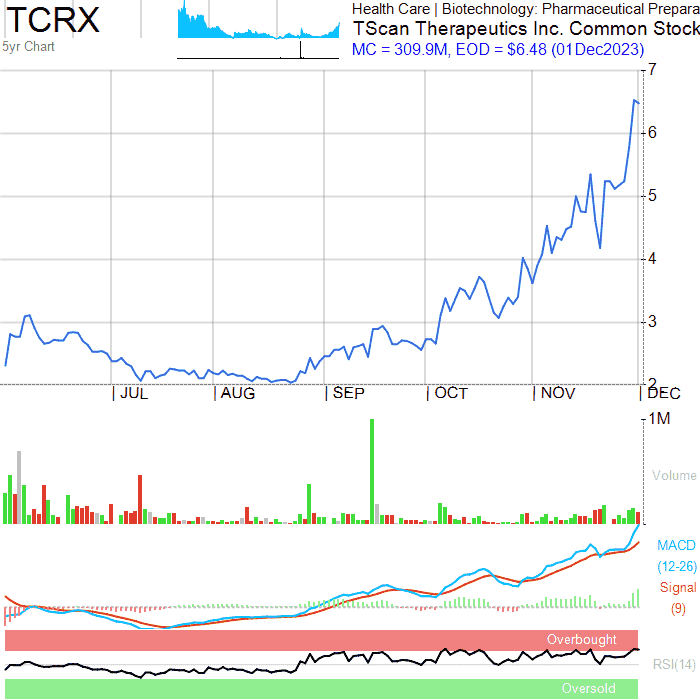 TCRX
5yr Chart
Health Care | Biotechnology: Pharmaceutical Prepara
TScan Therapeutics Inc. Common Stock
MC = 309.9M, EOD = $6.48 (01Dec2023)
7
6
5
4
3
2
| JUL | AUG | SEP | OCT | NOV | DEC
1M
Volume
MACD
(12-26)
Signal
(9)
Overbought
RSI(14)
Oversold